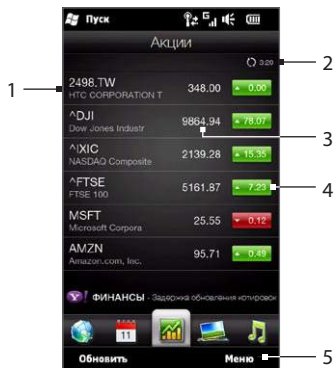 Пуск
Акции
3:20
2498.TW 348.00 0.00
HTC CORPORATION T
^DJI 9864.94 78.07
Dow Jones Industr
^IXIC 2139.28 15.35
NASDAQ Composite
^FTSE 5161.87 7.23
FTSE 100
MSFT 25.55 0.12
Microsoft Corpora
AMZN 95.71 0.49
Amazon.com, Inc.
Y! ФИНАНСЫ - Задержка обновления котировок
11
Обновить Меню
1
2
3
4
5